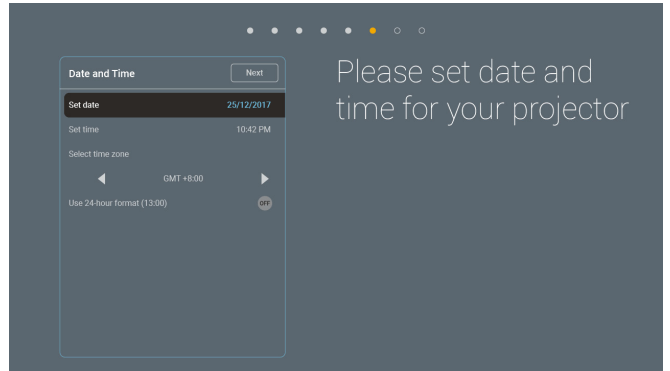 Date and Time Next
Set date 25/12/2017
Set time 10:42 PM
Select time zone
GMT +8:00
Use 24-hour format (13:00) OFF
Please set date and
time for your projector